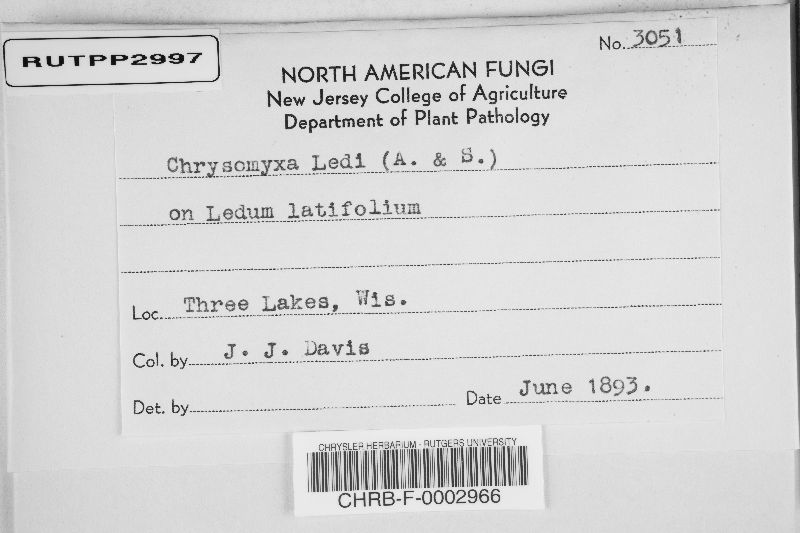 RUTPP2997
No. 3051
NORTH AMERICAN FUNGI
New Jersey College of Agriculture
Department of Plant Pathology
Chrysomyxa Ledi (A. & S.)
on Ledum latifolium
Loc. Three Lakes, Wis.
Col. by J. J. Davis
Det. by
Date June 1893.
CHRYSLER HERBARIUM - RUTGERS UNIVERSITY
CHRB-F-0002966